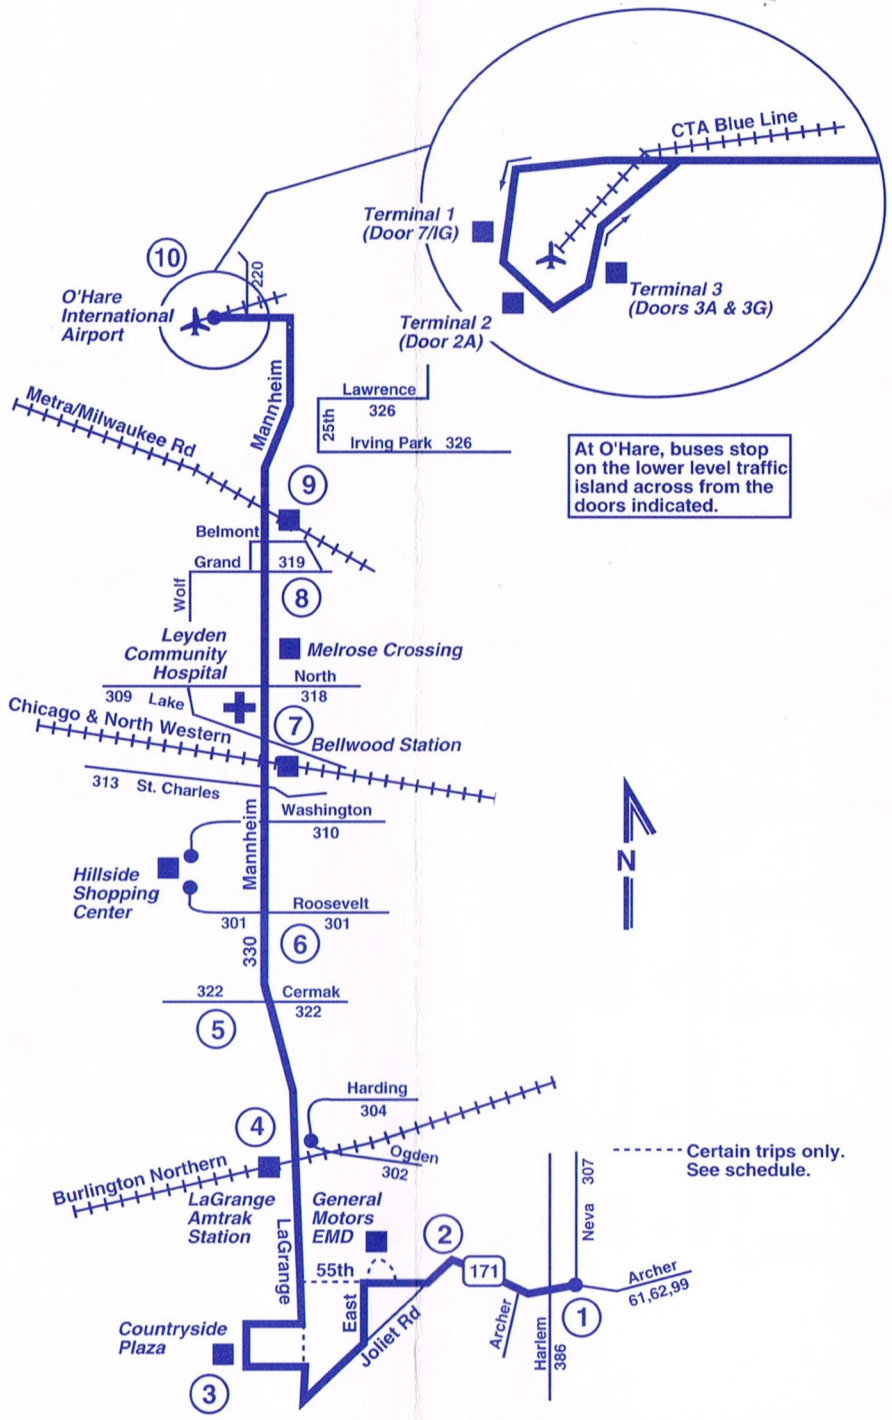 CTA Blue Line
Terminal 1
(Door 7/IG)
Terminal 3
(Doors 3A & 3G)
Terminal 2
(Door 2A)
10
220
O'Hare
International
Airport
Mannheim
Lawrence
326
25th
Irving Park 326
Metra/Milwaukee Rd
At O'Hare, buses stop
on the lower level traffic
island across from the
doors indicated.
9
Belmont
Grand
319
Wolf
8
Leyden
Community
Hospital
Melrose Crossing
North
309
Lake
318
7
Chicago & North Western
Bellwood Station
313 St. Charles
Washington
310
Mannheim
N
Hillside
Shopping
Center
Roosevelt
301
301
330
6
322
Cermak
322
5
Harding
304
4
Ogden
302
Burlington Northern
LaGrange
Amtrak
Station
General
Motors
EMD
Certain trips only.
See schedule.
307
Neva
LaGrange
2
171
55th
East
Joliet Rd
Archer
Harlem
386
Archer
61,62,99
1
Countryside
Plaza
3